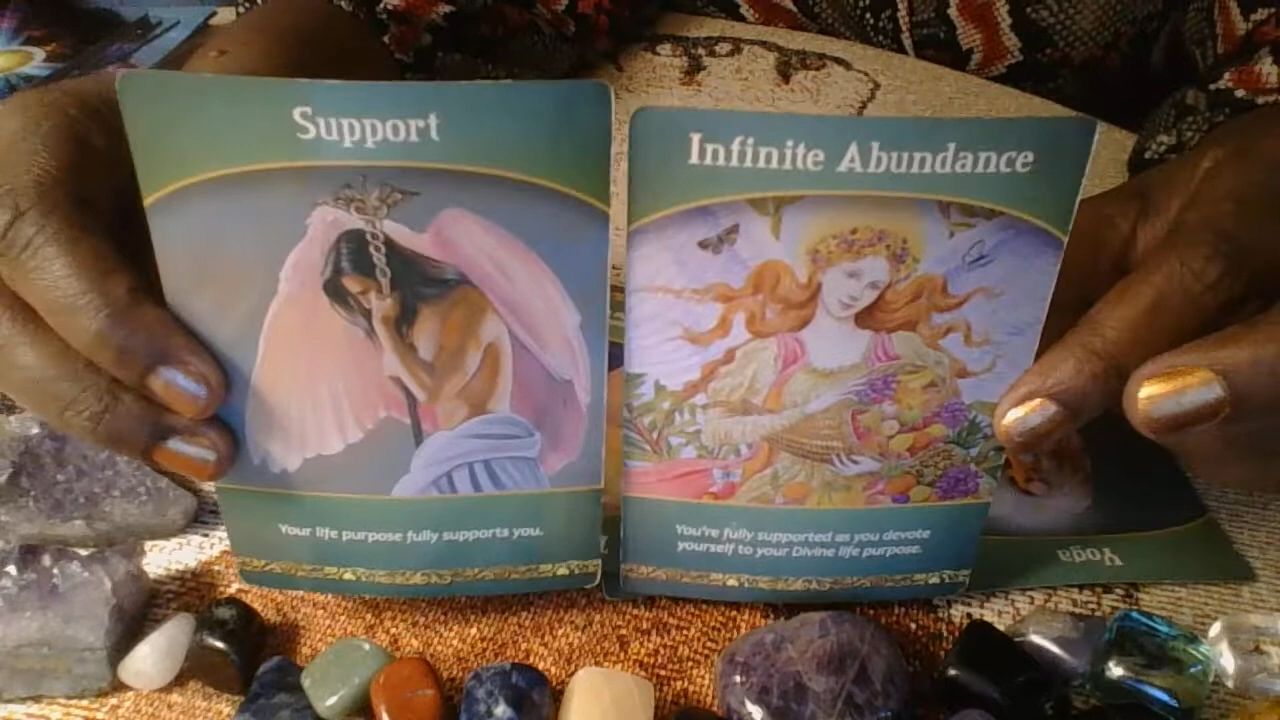 Support
Your life purpose fully supports you.
Infinite Abundance
You're fully supported as you devote
yourself to your Divine life purpose.
Yoga